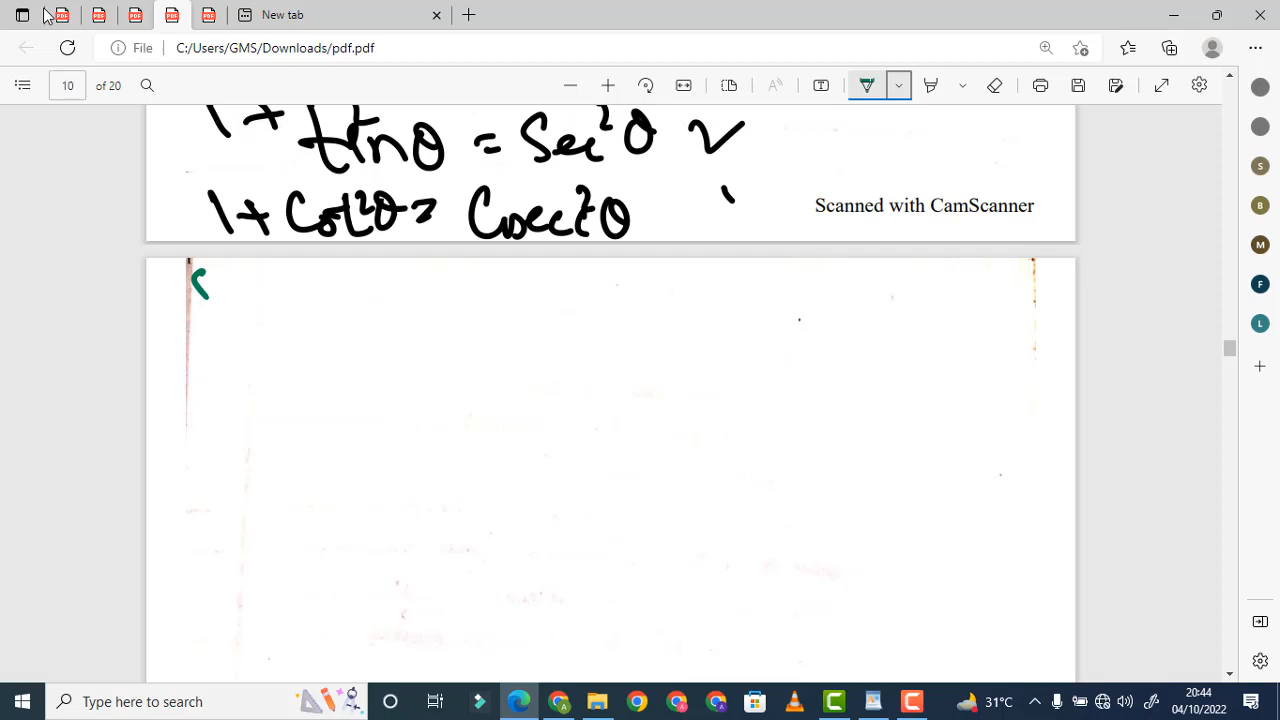 New tab
File C:/Users/GMS/Downloads/pdf.pdf
10 of 20
1 + tan²θ = Sec²θ
1 + Cot²θ = Cosec²θ
Scanned with CamScanner
S
B
M
F
L
Type here to search
31°C
20:44
04/10/2022